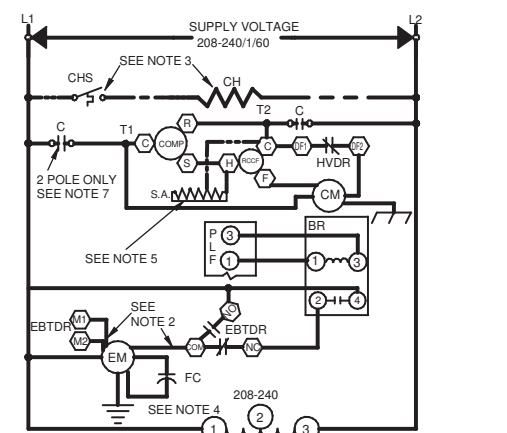 L1
L2
SUPPLY VOLTAGE
208-240/1/60
SEE NOTE 3
CHS
CH
T2
C
R
C
T1
C
COMP
C
DF1
DF2
HVDR
S
H
RCCF
F
2 POLE ONLY
SEE NOTE 7
S.A.
CM
SEE NOTE 5
P
L
F
3
1
BR
1
3
2
4
NO
EBTDR
M1
M2
SEE
NOTE 2
EBTDR
COM
NC
EM
FC
SEE NOTE 4
208-240
1
2
3